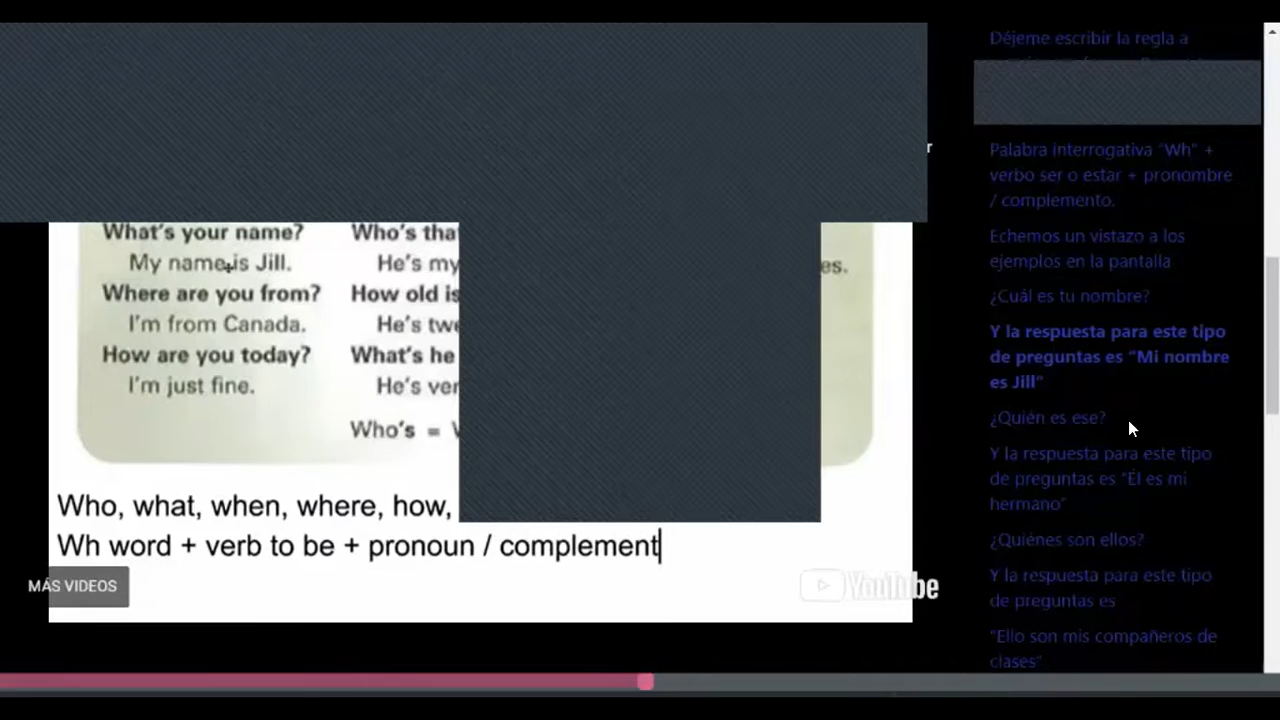 What's your name?
My name is Jill.
Where are you from?
I'm from Canada.
How are you today?
I'm just fine.
Who's
He's my
How old is
He's
What's he
He's
Who's =
es.
Who, what, when, where, how,
Wh word + verb to be + pronoun / complement
MÁS VIDEOS
YouTube
Déjeme escribir la regla a
Palabra interrogativa "Wh" +
verbo ser o estar + pronombre
/ complemento.
Echemos un vistazo a los
ejemplos en la pantalla
¿Cuál es tu nombre?
Y la respuesta para este tipo
de preguntas es "Mi nombre
es Jill"
¿Quién es ese?
Y la respuesta para este tipo
de preguntas es "Él es mi
hermano"
¿Quiénes son ellos?
Y la respuesta para este tipo
de preguntas es
"Ello son mis compañeros de
clases"